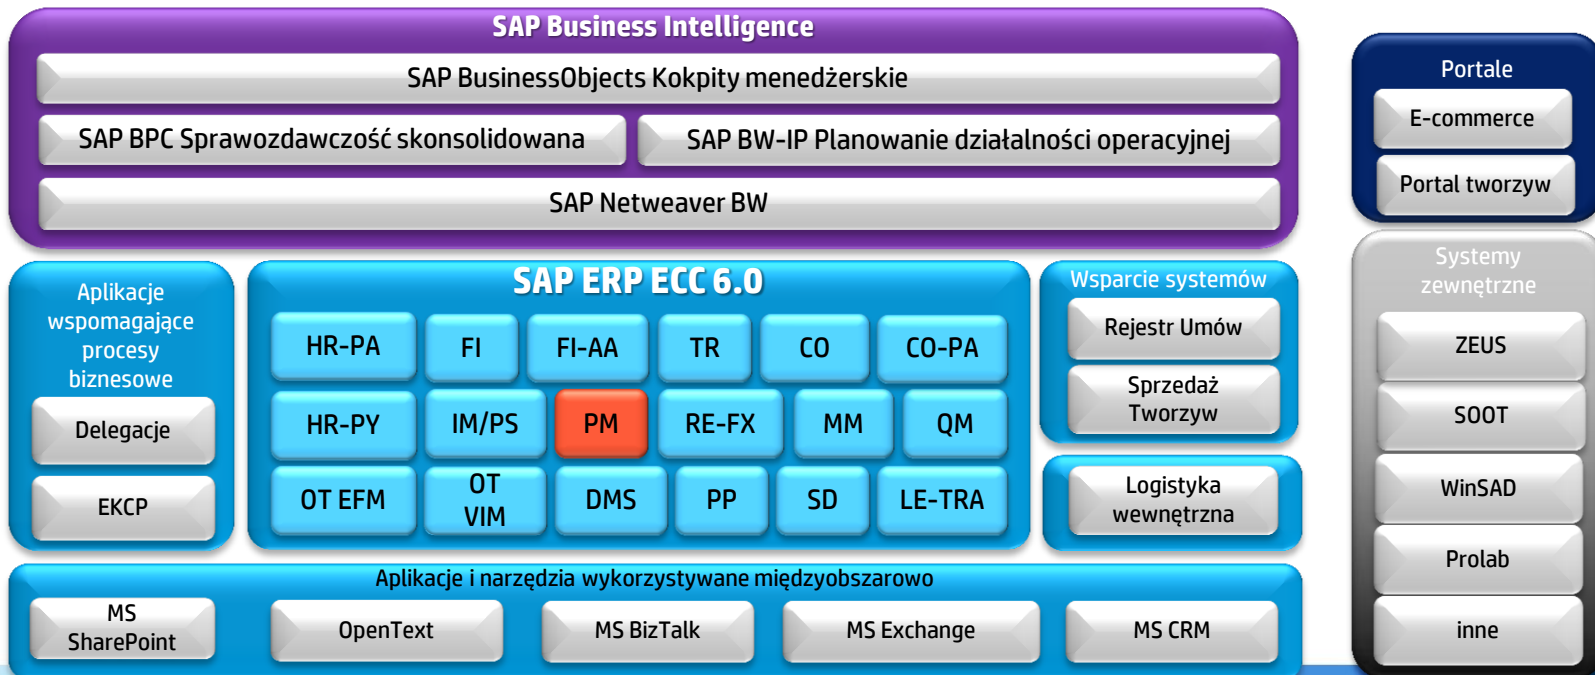 SAP Business Intelligence
SAP BusinessObjects Kokpity menedżerskie
SAP BPC Sprawozdawczość skonsolidowana
SAP BW-IP Planowanie działalności operacyjnej
SAP Netweaver BW
Portale
E-commerce
Portal tworzyw
Aplikacje
wspomagające
procesy
biznesowe
Delegacje
EKCP
SAP ERP ECC 6.0
HR-PA
FI
FI-AA
TR
CO
CO-PA
HR-PY
IM/PS
PM
RE-FX
MM
QM
OT EFM
OT
VIM
DMS
PP
SD
LE-TRA
Wsparcie systemów
Rejestr Umów
Sprzedaż
Tworzyw
Logistyka
wewnętrzna
Systemy
zewnętrzne
ZEUS
SOOT
WinSAD
Prolab
inne
Aplikacje i narzędzia wykorzystywane międzyobszarowo
MS
SharePoint
OpenText
MS BizTalk
MS Exchange
MS CRM